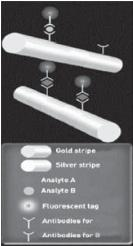 Gold stripe
Silver stripe
Analyte A
Analyte B
Fluorescent tag
Antibodies for
Antibodies for B